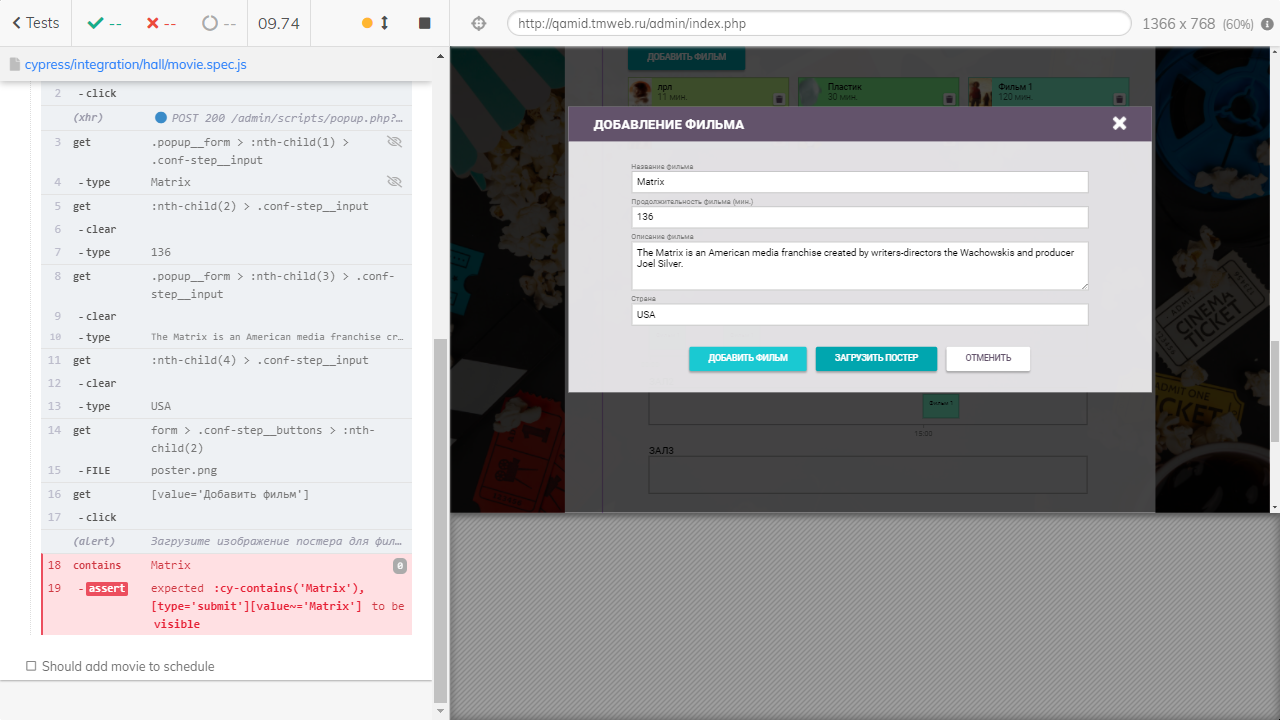 Tests
--
--
--
09.74
http://qamid.tmweb.ru/admin/index.php
1366 x 768 (60%)
cypress/integration/hall/movie.spec.js
2 - click
(xhr) POST 200 /admin/scripts/popup.php?…
3 get .popup__form > :nth-child(1) >
.conf-step__input
4 - type Matrix
5 get :nth-child(2) > .conf-step__input
6 - clear
7 - type 136
8 get .popup__form > :nth-child(3) > .conf-
step__input
9 - clear
10 - type The Matrix is an American media franchise cr…
11 get :nth-child(4) > .conf-step__input
12 - clear
13 - type USA
14 get form > .conf-step__buttons > :nth-
child(2)
15 - FILE poster.png
16 get [value='Добавить фильм']
17 - click
(alert) Загрузите изображение постера для фил…
18 contains Matrix 0
19 - assert expected :cy-contains('Matrix'),
[type='submit'][value~='Matrix'] to be
visible
Should add movie to schedule
ДОБАВИТЬ ФИЛЬМ
лрл
11 мин.
Пластик
30 мин.
Фильм 1
120 мин.
ДОБАВЛЕНИЕ ФИЛЬМА
Название фильма
Matrix
Продолжительность фильма (мин.)
136
Описание фильма
The Matrix is an American media franchise created by writers-directors the Wachowskis and producer
Joel Silver.
Страна
USA
ДОБАВИТЬ ФИЛЬМ
ЗАГРУЗИТЬ ПОСТЕР
ОТМЕНИТЬ
Фильм 1
ЗАЛ3
CINEMA
TICKET
ADMIT ONE
TICKET